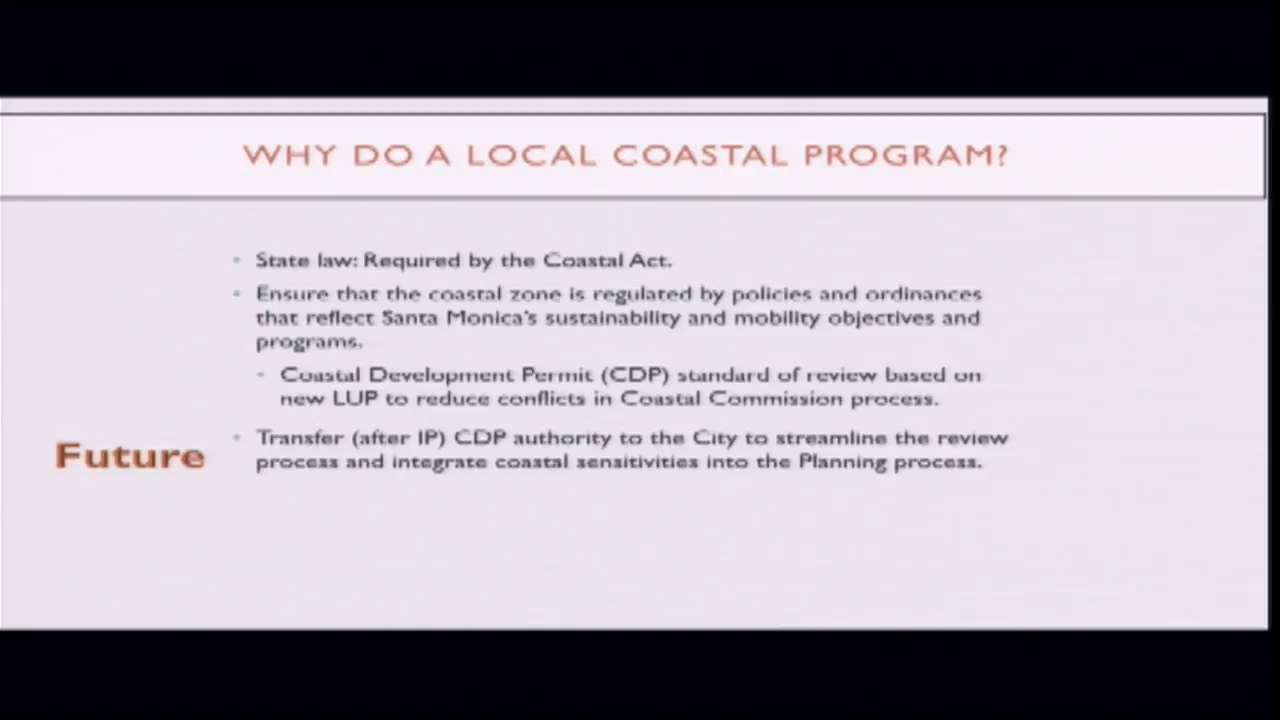 WHY DO A LOCAL COASTAL PROGRAM?
• State law: Required by the Coastal Act.
• Ensure that the coastal zone is regulated by policies and ordinances
that reflect Santa Monica's sustainability and mobility objectives and
programs.
• Coastal Development Permit (CDP) standard of review based on
new LUP to reduce conflicts in Coastal Commission process.
Future
• Transfer (after IP) CDP authority to the City to streamline the review
process and integrate coastal sensitivities into the Planning process.